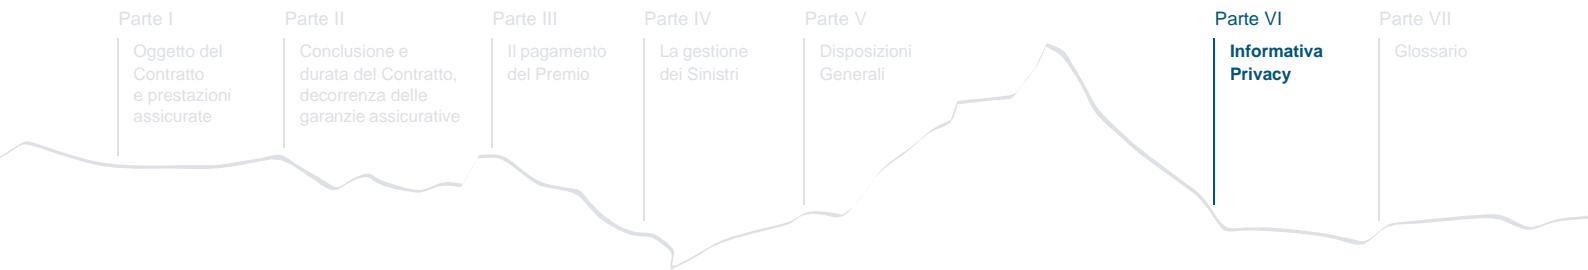 Parte I
Oggetto del
Contratto
e prestazioni
assicurate
Parte II
Conclusione e
durata del Contratto,
decorrenza delle
garanzie assicurative
Parte III
Il pagamento
del Premio
Parte IV
La gestione
dei Sinistri
Parte V
Disposizioni
Generali
Parte VI
Informativa
Privacy
Parte VII
Glossario